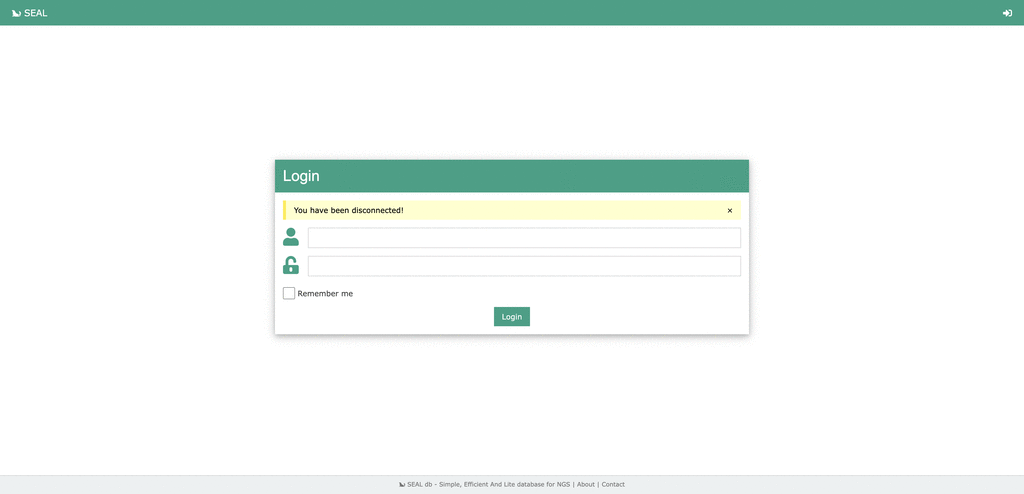 SEAL
Login
You have been disconnected! ×
Remember me
Login
SEAL db - Simple, Efficient And Lite database for NGS | About | Contact